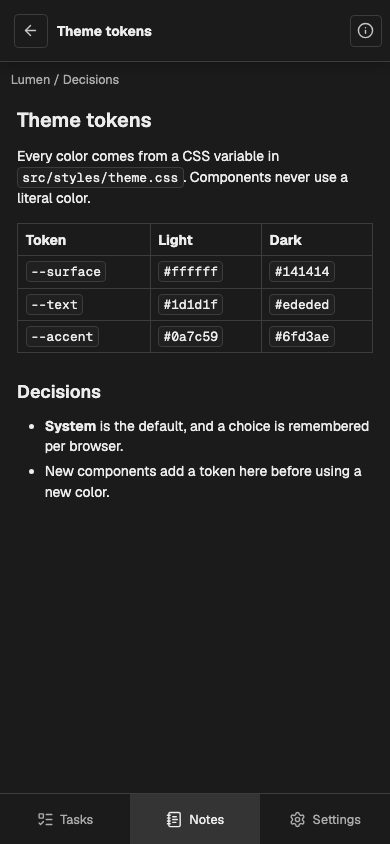 Theme tokens
Lumen / Decisions
Theme tokens
Every color comes from a CSS variable in
src/styles/theme.css. Components never use a
literal color.
Token Light Dark
--surface #ffffff #141414
--text #1d1d1f #ededed
--accent #0a7c59 #6fd3ae
Decisions
• System is the default, and a choice is remembered
per browser.
• New components add a token here before using a
new color.
Tasks Notes Settings